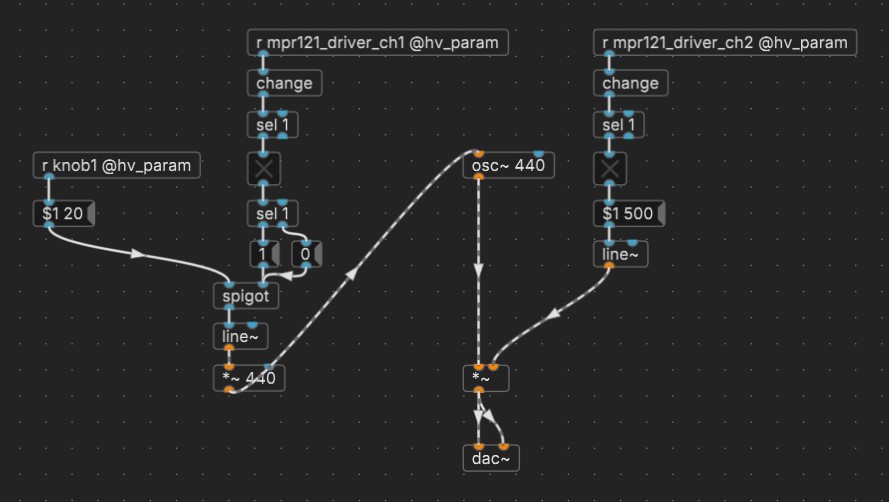 r mpr121_driver_ch1 @hv_param
r mpr121_driver_ch2 @hv_param
change
change
sel 1
sel 1
r knob1 @hv_param
osc~ 440
$1 20
sel 1
$1 500
1
0
line~
spigot
line~
*~ 440
*~
dac~